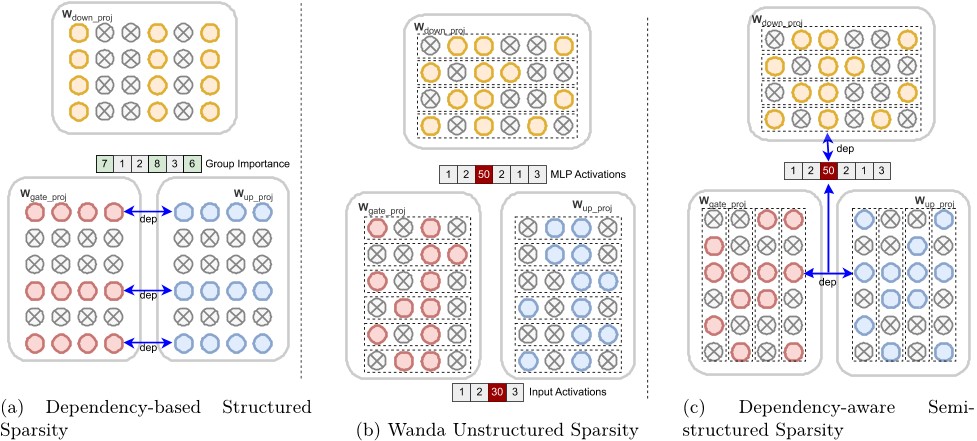 W_down_proj
7 1 2 8 3 6 Group Importance
W_gate_proj
W_up_proj
dep
dep
dep
(a) Dependency-based Structured
Sparsity
W_down_proj
1 2 50 2 1 3 MLP Activations
W_gate_proj
W_up_proj
1 2 30 3 Input Activations
(b) Wanda Unstructured Sparsity
W_down_proj
dep
1 2 50 2 1 3
W_gate_proj
W_up_proj
dep
(c) Dependency-aware Semi-
structured Sparsity